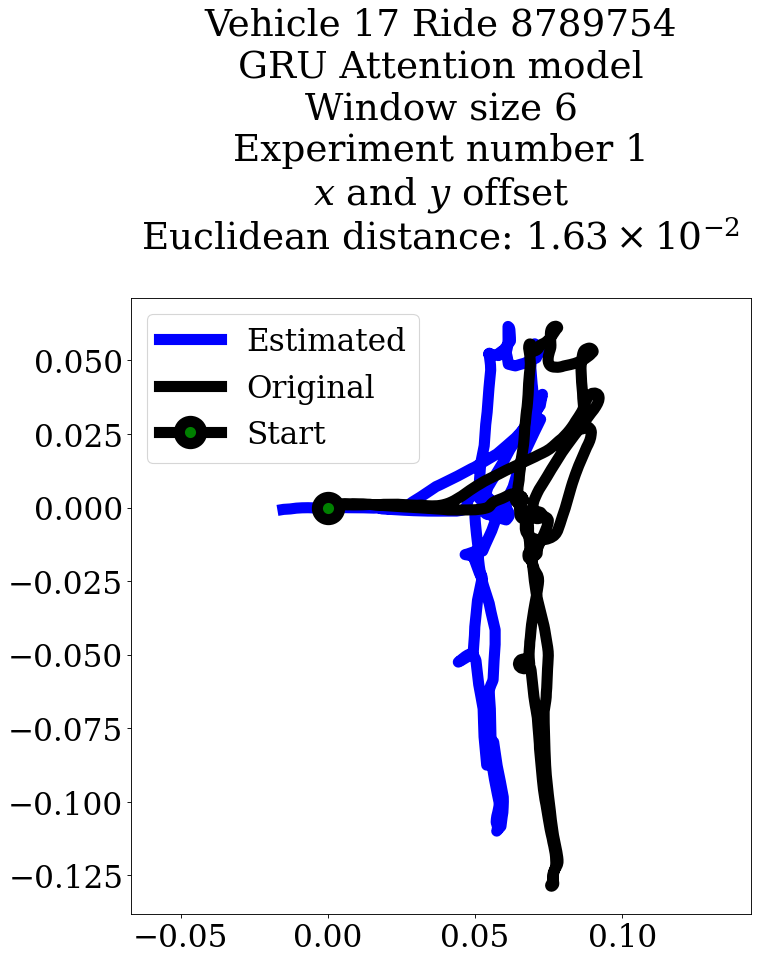 Vehicle 17 Ride 8789754
GRU Attention model
Window size 6
Experiment number 1
x and y offset
Euclidean distance: 1.63 × 10⁻²
Estimated
Original
Start
0.050
0.025
0.000
−0.025
−0.050
−0.075
−0.100
−0.125
−0.05 0.00 0.05 0.10